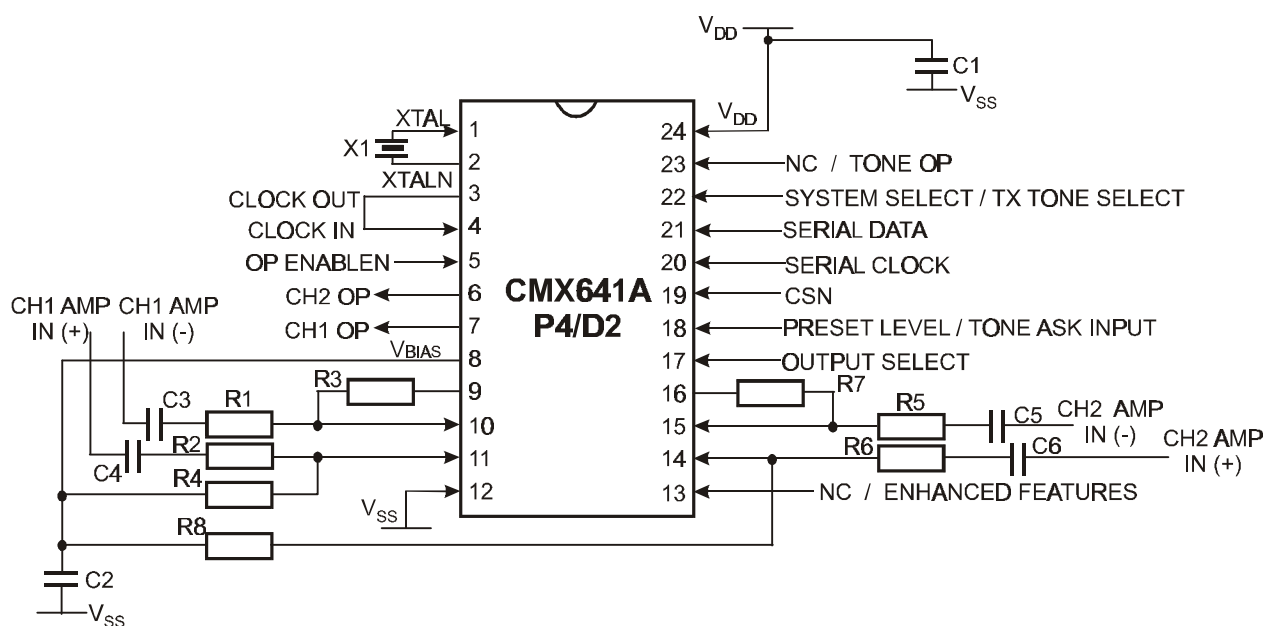 VDD
C1
VSS
XTAL
1
24
VDD
X1
2
23
NC / TONE OP
XTALN
CLOCK OUT
3
22
SYSTEM SELECT / TX TONE SELECT
CLOCK IN
4
21
SERIAL DATA
OP ENABLEN
5
20
SERIAL CLOCK
CMX641A
P4/D2
CH2 OP
6
19
CSN
CH1 AMP
IN (+)
CH1 AMP
IN (-)
CH1 OP
7
18
PRESET LEVEL / TONE ASK INPUT
VBIAS
8
17
OUTPUT SELECT
R3
9
16
R7
C3
R1
10
15
R5
C5
CH2 AMP
IN (-)
C4
R2
11
14
R6
C6
CH2 AMP
IN (+)
R4
12
13
NC / ENHANCED FEATURES
VSS
R8
C2
VSS